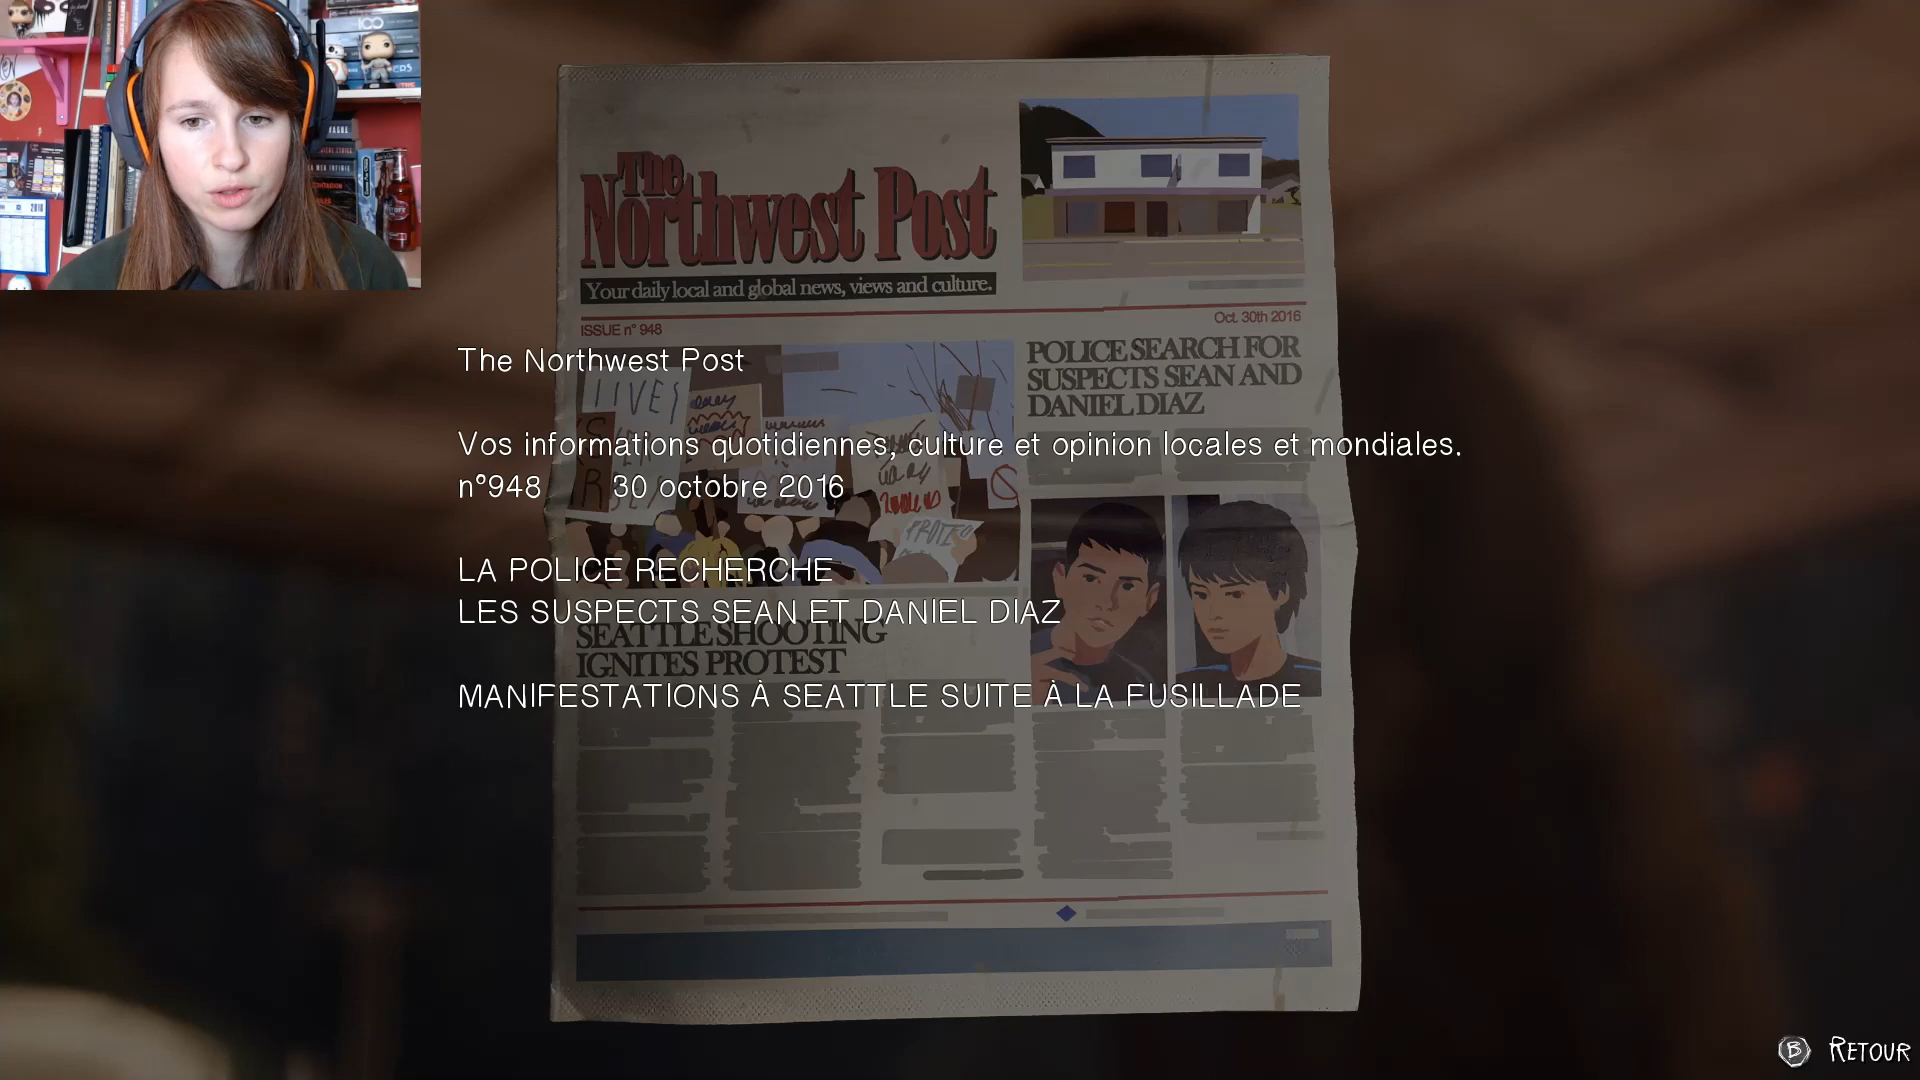 The
Northwest Post
Your daily local and global news, views and culture.
ISSUE n° 948
Oct. 30th 2016
POLICE SEARCH FOR
SUSPECTS SEAN AND
DANIEL DIAZ
SEATTLE SHOOTING
IGNITES PROTEST
LIVES
The Northwest Post
Vos informations quotidiennes, culture et opinion locales et mondiales.
n°948 30 octobre 2016
LA POLICE RECHERCHE
LES SUSPECTS SEAN ET DANIEL DIAZ
MANIFESTATIONS À SEATTLE SUITE À LA FUSILLADE
B RETOUR